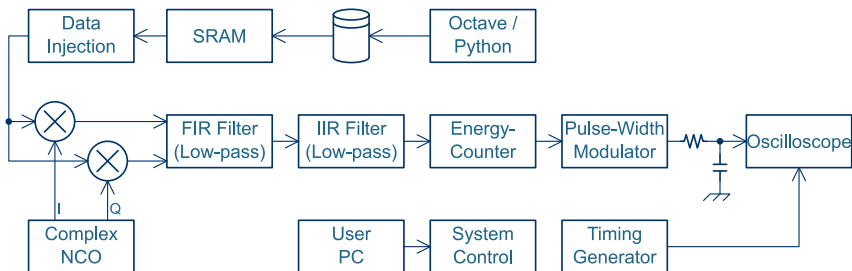 Data
Injection
SRAM
Octave /
Python
FIR Filter
(Low-pass)
IIR Filter
(Low-pass)
Energy-
Counter
Pulse-Width
Modulator
Oscilloscope
I
Q
Complex
NCO
User
PC
System
Control
Timing
Generator